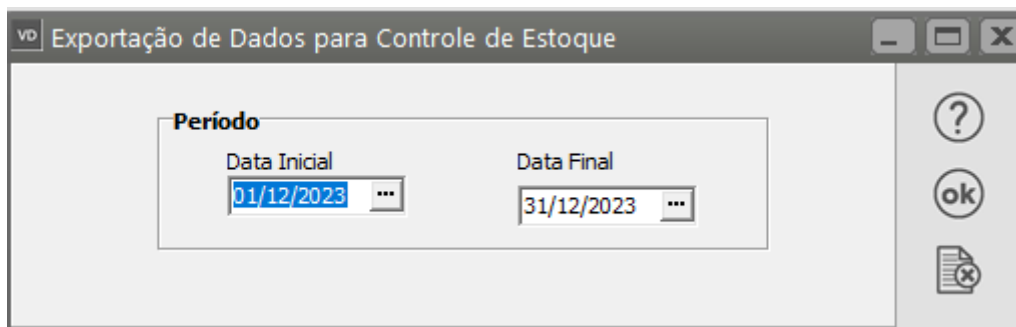 VD Exportação de Dados para Controle de Estoque
Período
Data Inicial Data Final
01/12/2023 ... 31/12/2023 ...
?
ok